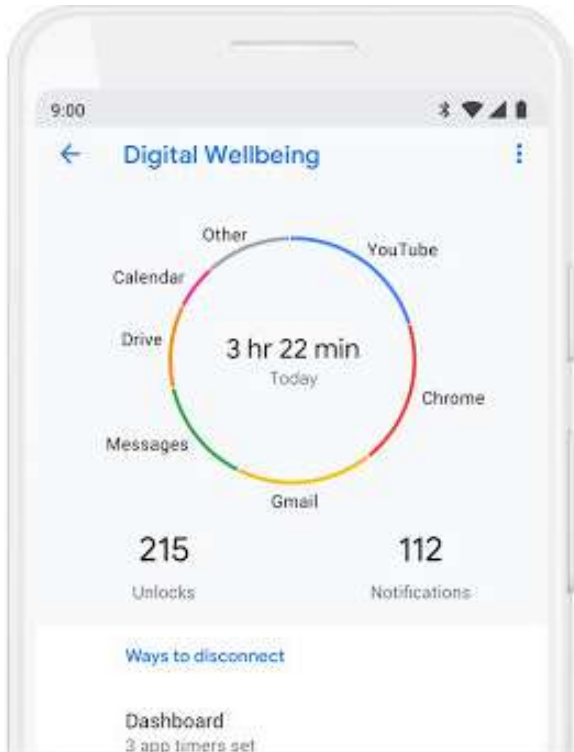 9:00
Digital Wellbeing
Other
YouTube
Calendar
Drive
3 hr 22 min
Today
Chrome
Messages
Gmail
215
112
Unlocks
Notifications
Ways to disconnect
Dashboard
3 app timers set